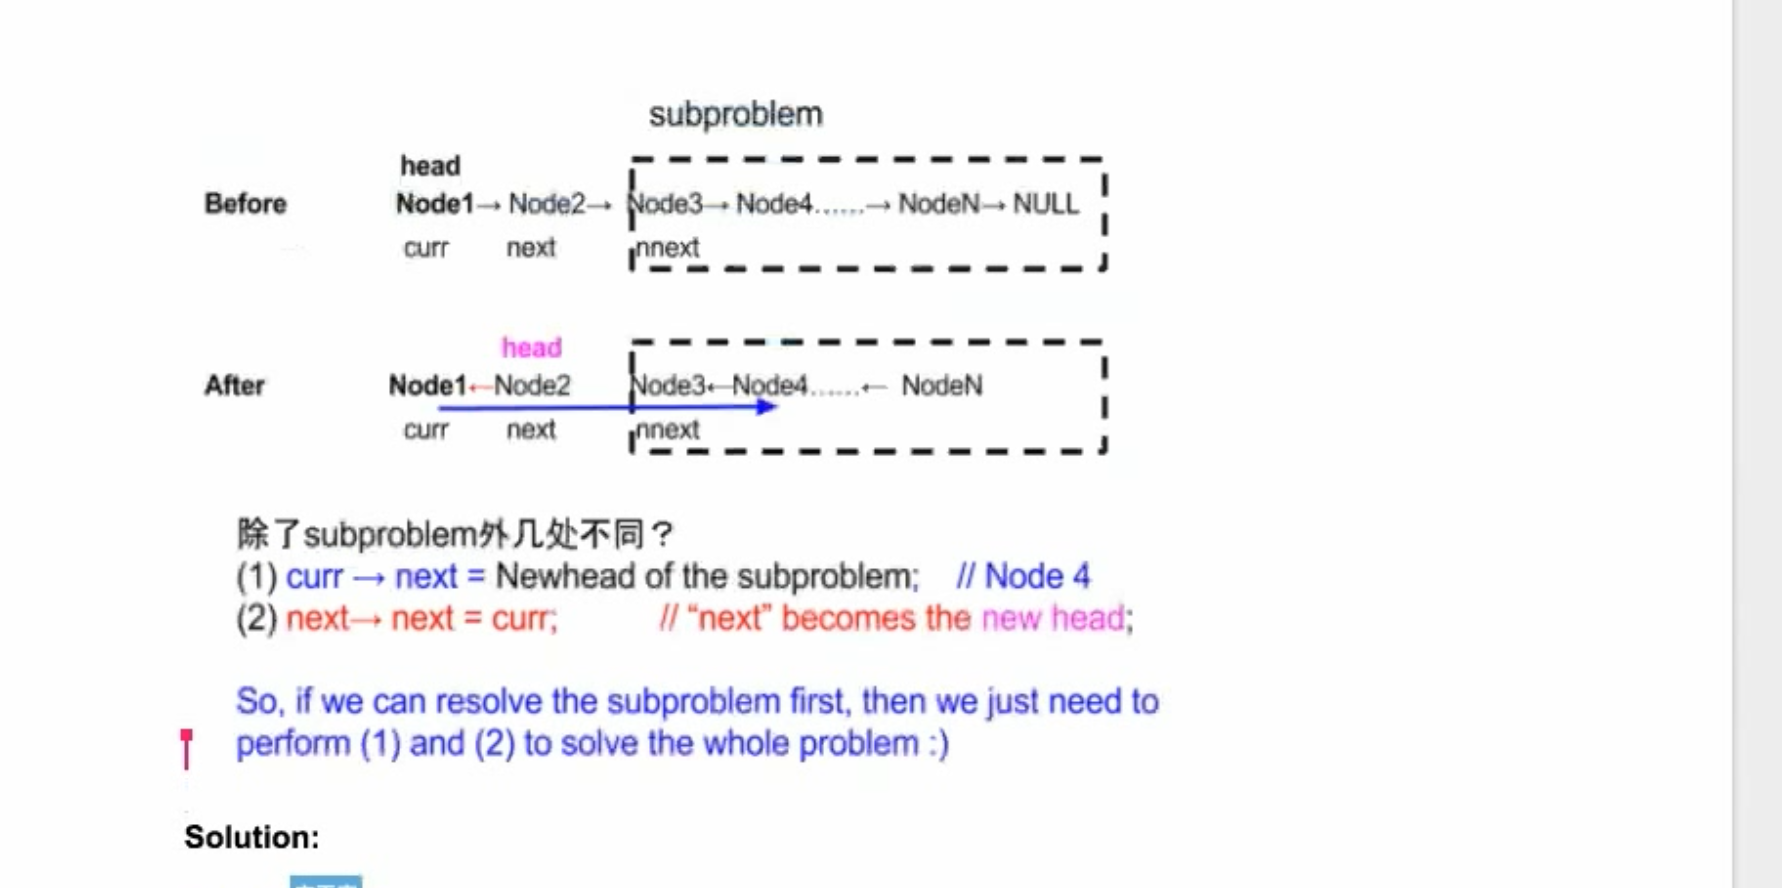 subproblem
head
Before Node1→ Node2→ Node3→ Node4......→ NodeN→ NULL
curr next nnext
head
After Node1←Node2 Node3←Node4......← NodeN
curr next nnext
除了subproblem外几处不同？
(1) curr → next = Newhead of the subproblem; // Node 4
(2) next→ next = curr; // “next” becomes the new head;
So, if we can resolve the subproblem first, then we just need to
perform (1) and (2) to solve the whole problem :)
Solution: